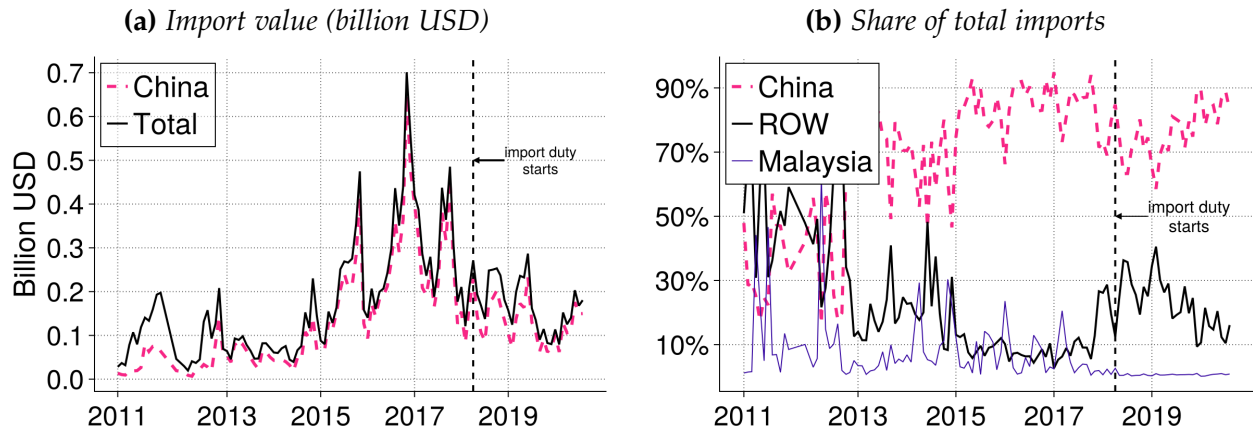 (a) Import value (billion USD)
0.7
0.6
0.5
0.4
0.3
0.2
0.1
0.0
Billion USD
China
Total
import duty
starts
2011
2013
2015
2017
2019
(b) Share of total imports
90%
70%
50%
30%
10%
China
ROW
Malaysia
import duty
starts
2011
2013
2015
2017
2019